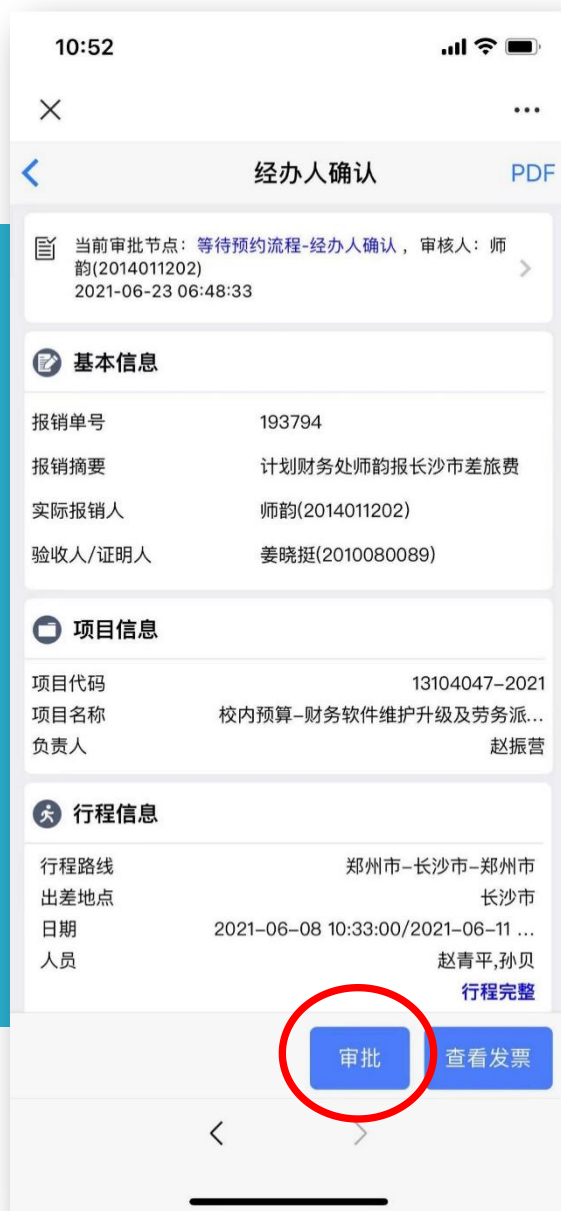 10:52
经办人确认
PDF
当前审批节点：等待预约流程-经办人确认，审核人：师
韵(2014011202)
2021-06-23 06:48:33
基本信息
报销单号 193794
报销摘要 计划财务处师韵报长沙市差旅费
实际报销人 师韵(2014011202)
验收人/证明人 姜晓挺(2010080089)
项目信息
项目代码 13104047-2021
项目名称 校内预算-财务软件维护升级及劳务派...
负责人 赵振营
行程信息
行程路线 郑州市-长沙市-郑州市
出差地点 长沙市
日期 2021-06-08 10:33:00/2021-06-11 ...
人员 赵青平,孙贝
行程完整
审批 查看发票